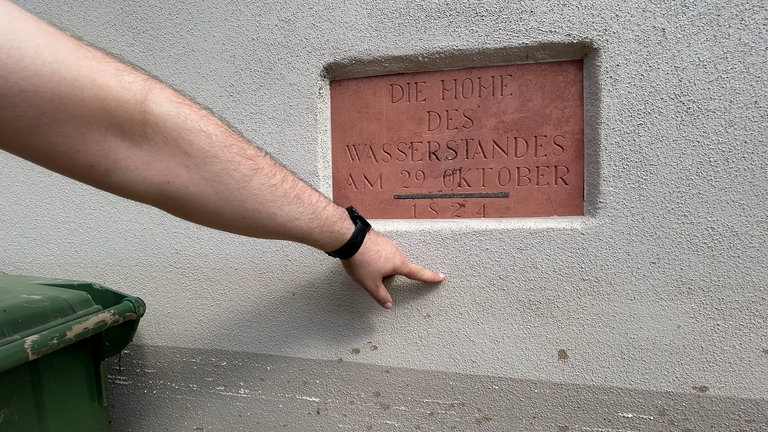 DIE HÖHE
DES
WASSERSTANDES
AM 29 OKTOBER
1824